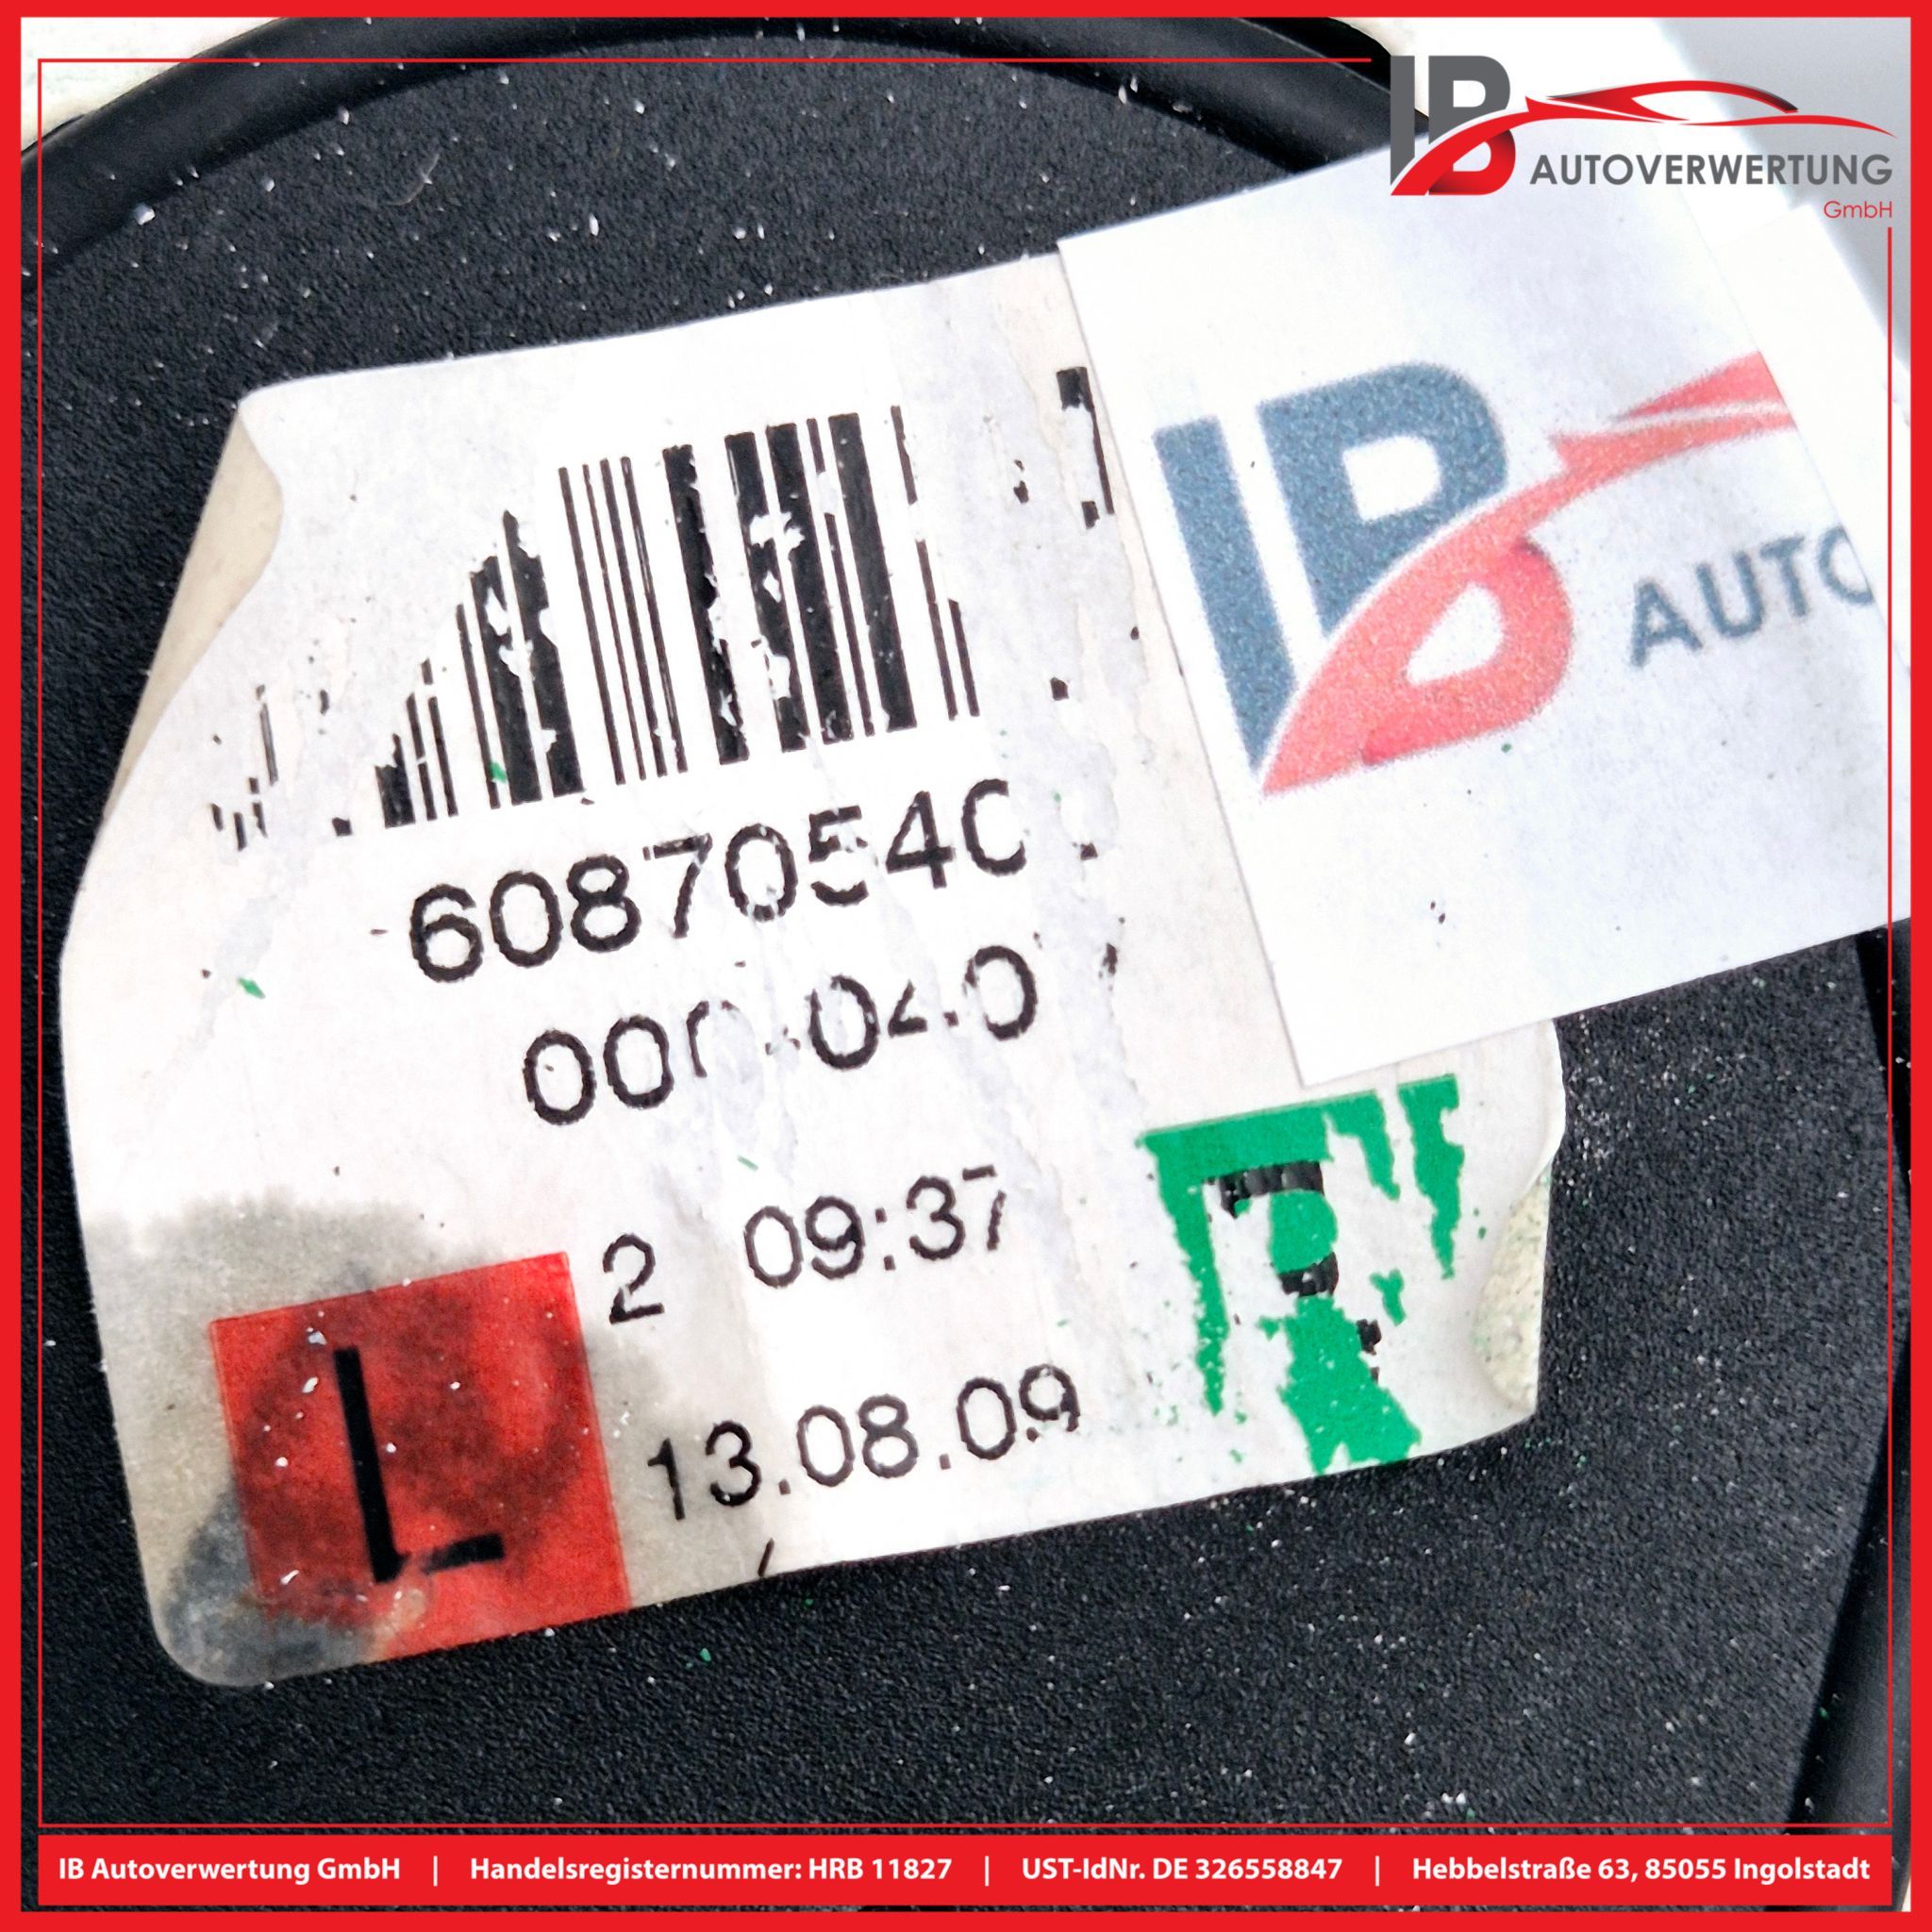 IB
AUTOVERWERTUNG
GmbH
IB
AUTO
6087054
2 09:37
L
R
13.08.09
IB Autoverwertung GmbH | Handelsregisternummer: HRB 11827 | UST-IdNr. DE 326558847 | Hebbelstraße 63, 85055 Ingolstadt